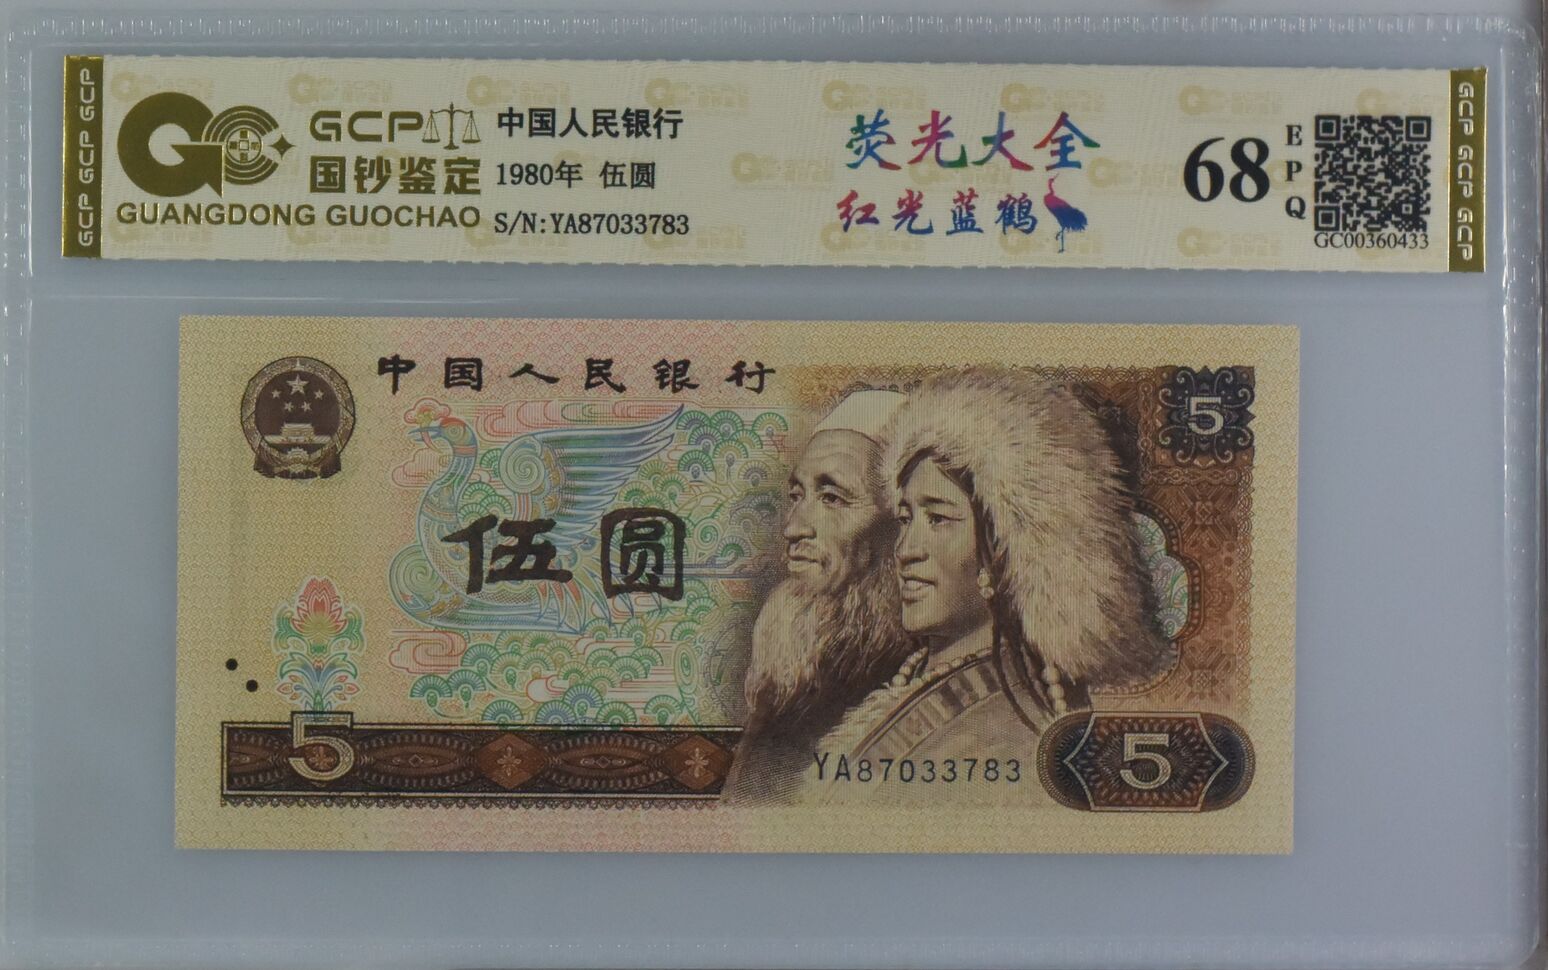 GCP GCP GCP
GCP
国钞鉴定
GUANGDONG GUOCHAO
中国人民银行
1980年 伍圆
S/N:YA87033783
荧光大全
红光蓝鹤
68
EPQ
GC00360433
GCP GCP GCP
中国人民银行
5
伍圆
5
YA87033783
5